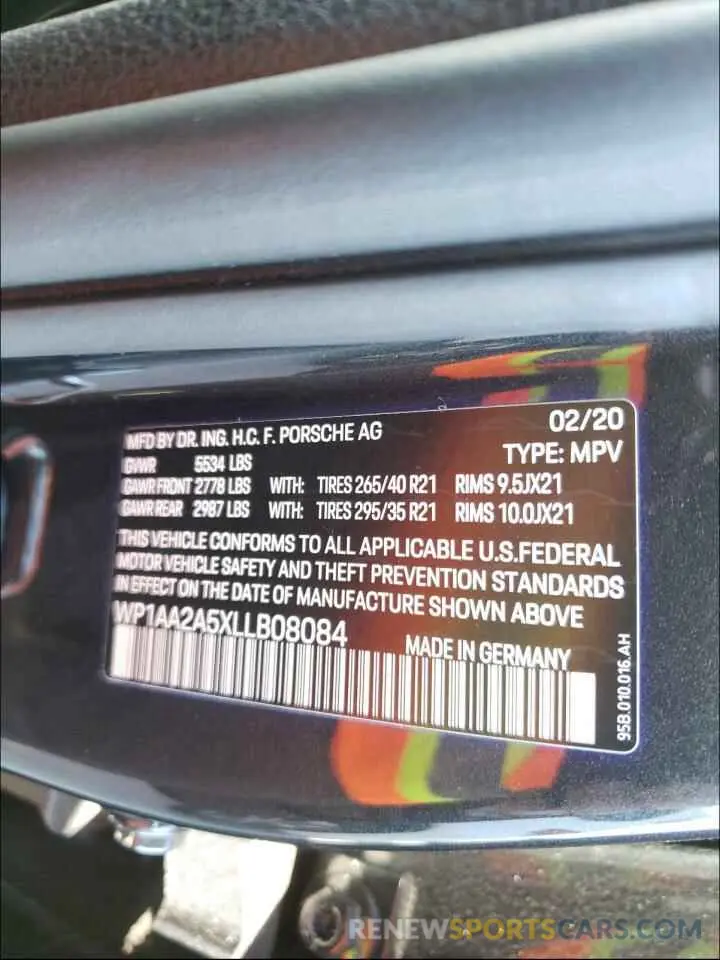 MFD BY DR. ING. H.C. F. PORSCHE AG 02/20
GVWR 5534 LBS TYPE: MPV
GAWR FRONT 2778 LBS WITH: TIRES 265/40 R21 RIMS 9.5JX21
GAWR REAR 2987 LBS WITH: TIRES 295/35 R21 RIMS 10.0JX21
THIS VEHICLE CONFORMS TO ALL APPLICABLE U.S.FEDERAL
MOTOR VEHICLE SAFETY AND THEFT PREVENTION STANDARDS
IN EFFECT ON THE DATE OF MANUFACTURE SHOWN ABOVE
WP1AA2A5XLLB08084 MADE IN GERMANY
95B.010.016.AH
RENEWSPORTSCARS.COM